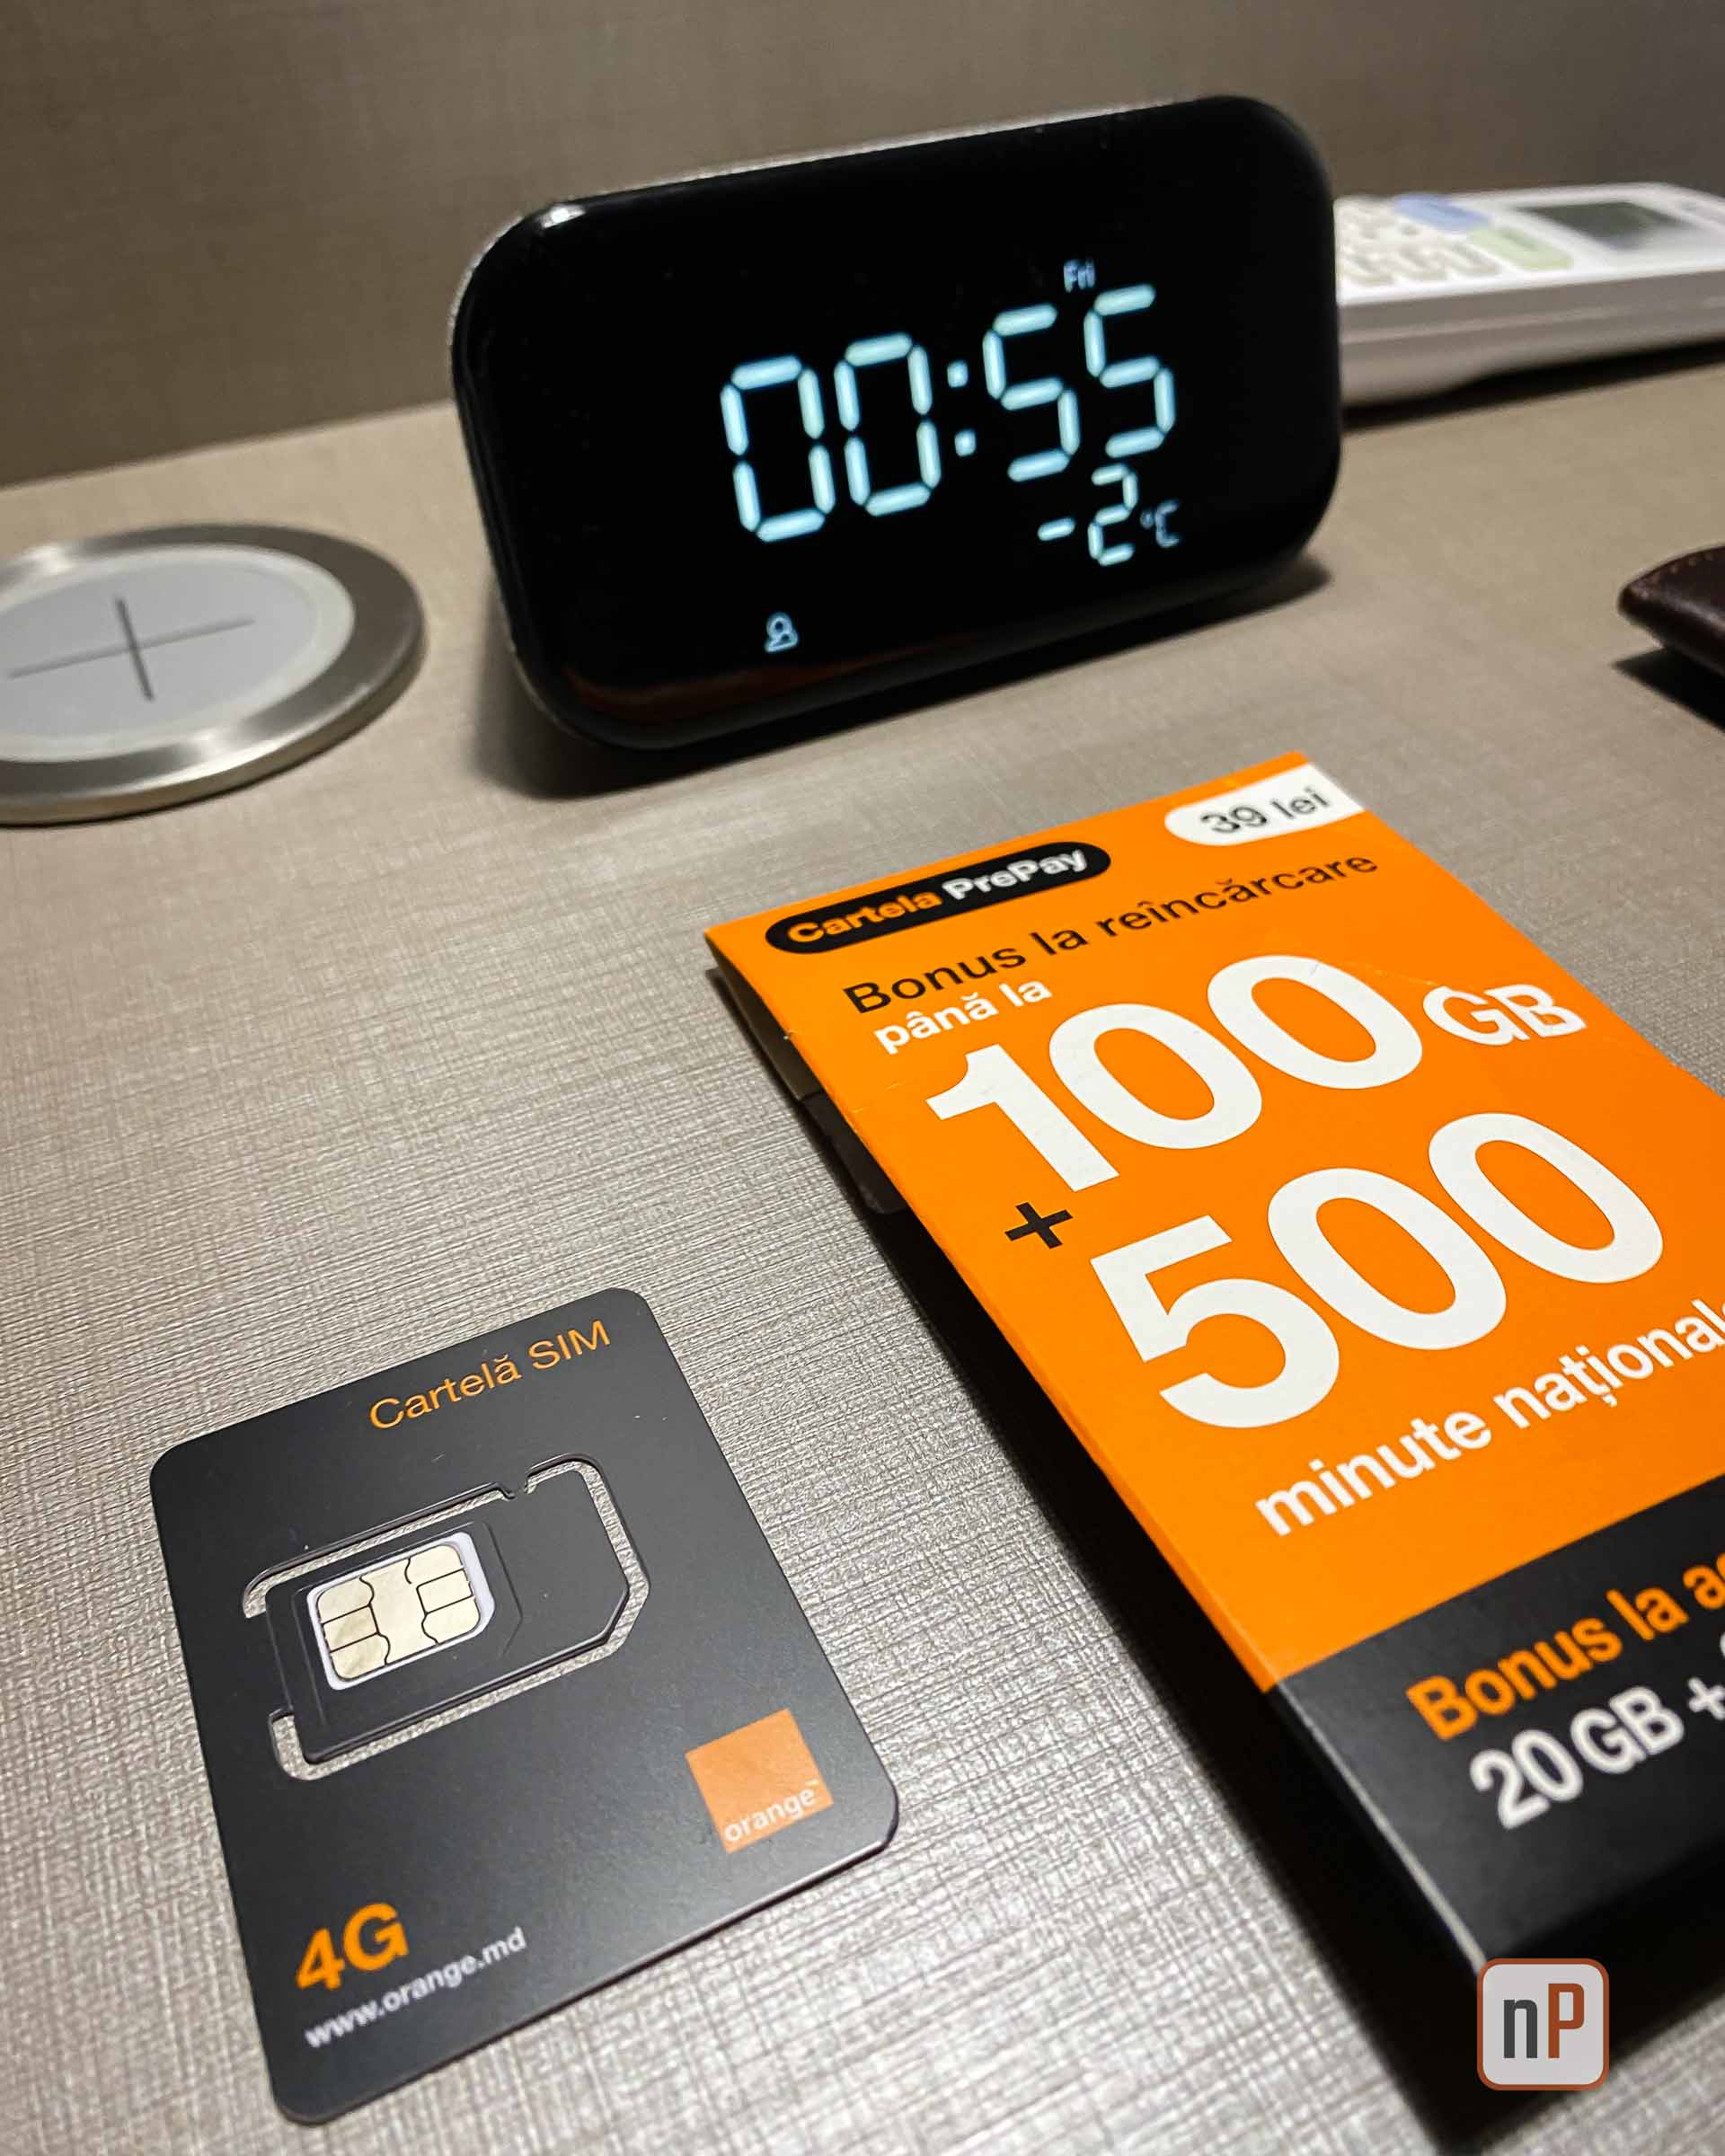 Fri
00:55
-2°C
39 lei
Cartela PrePay
Bonus la reîncărcare
până la
100 GB
+
500
minute naționale
Bonus la
20 GB +
Cartelă SIM
orange™
4G
www.orange.md
nP